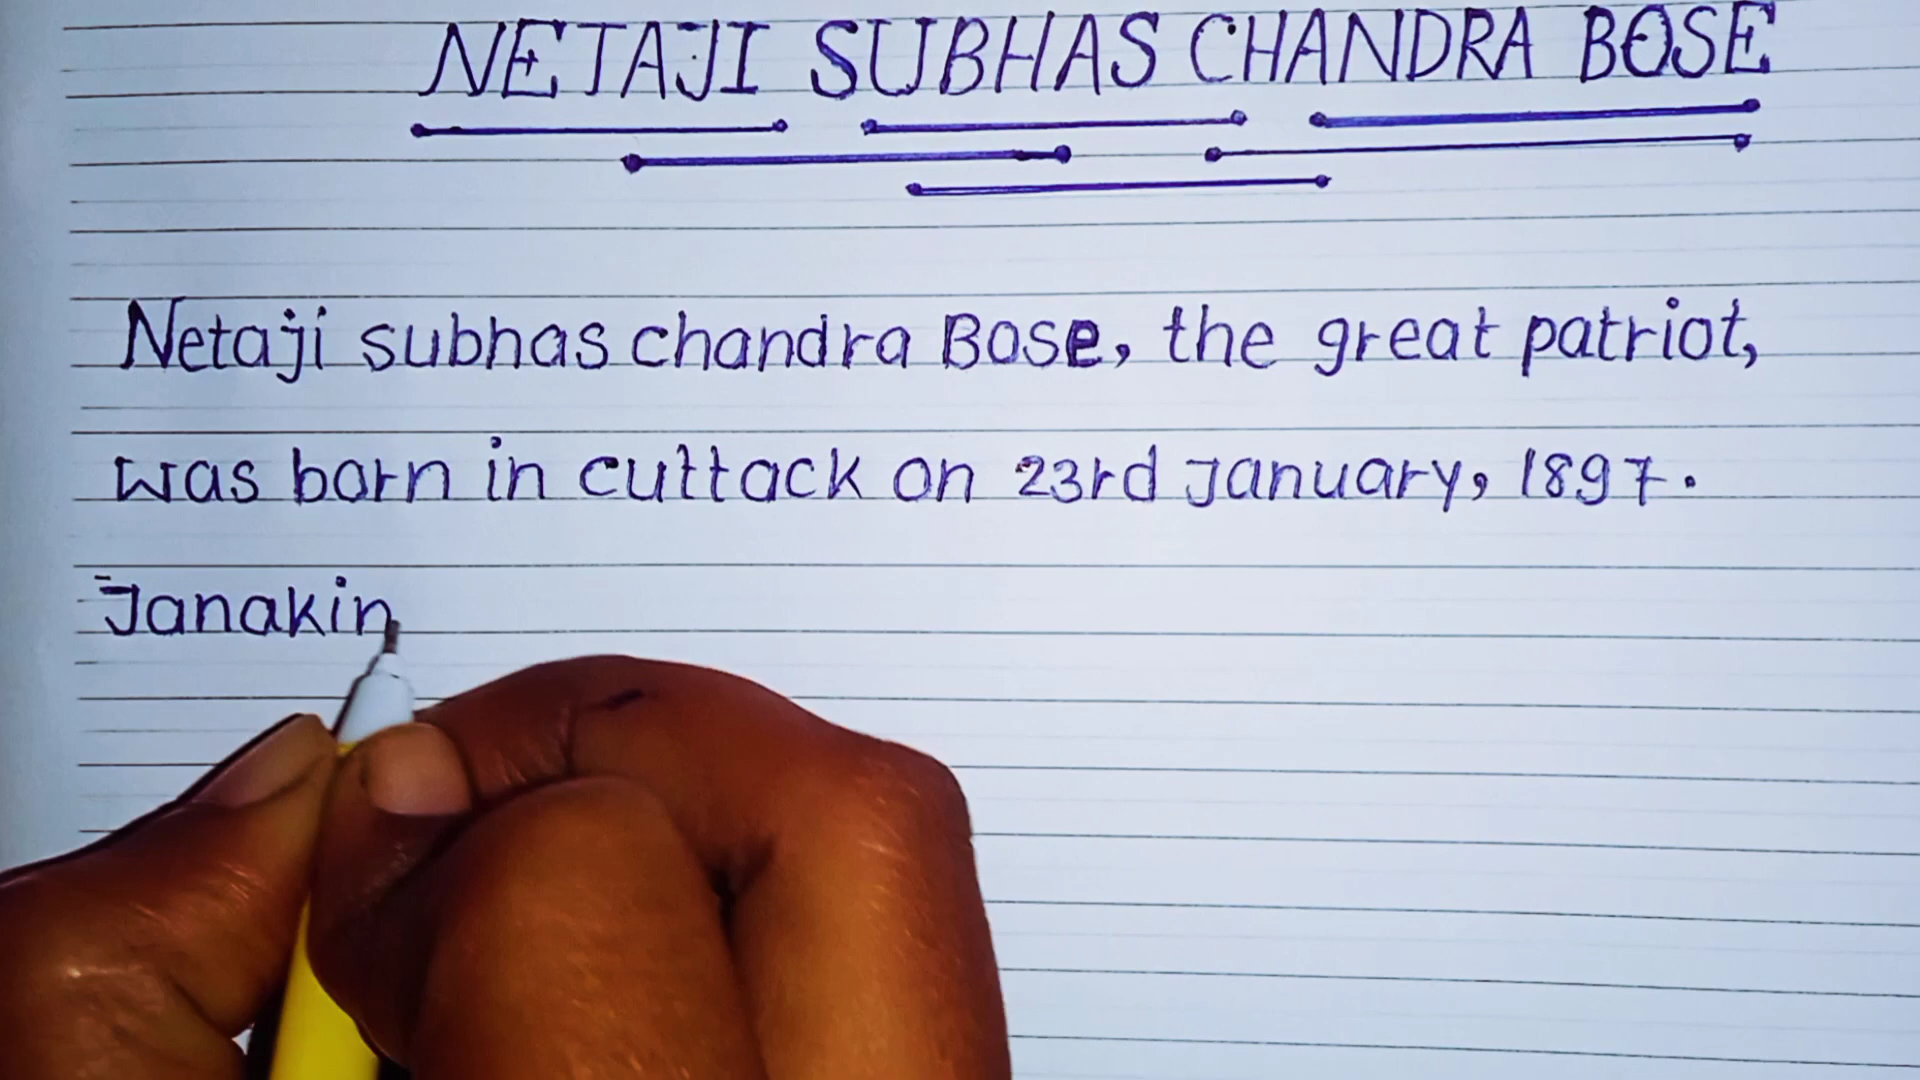 NETAJI SUBHAS CHANDRA BOSE
Netaji subhas chandra Bose, the great patriot,
was born in cuttack on 23rd January, 1897.
Janakin